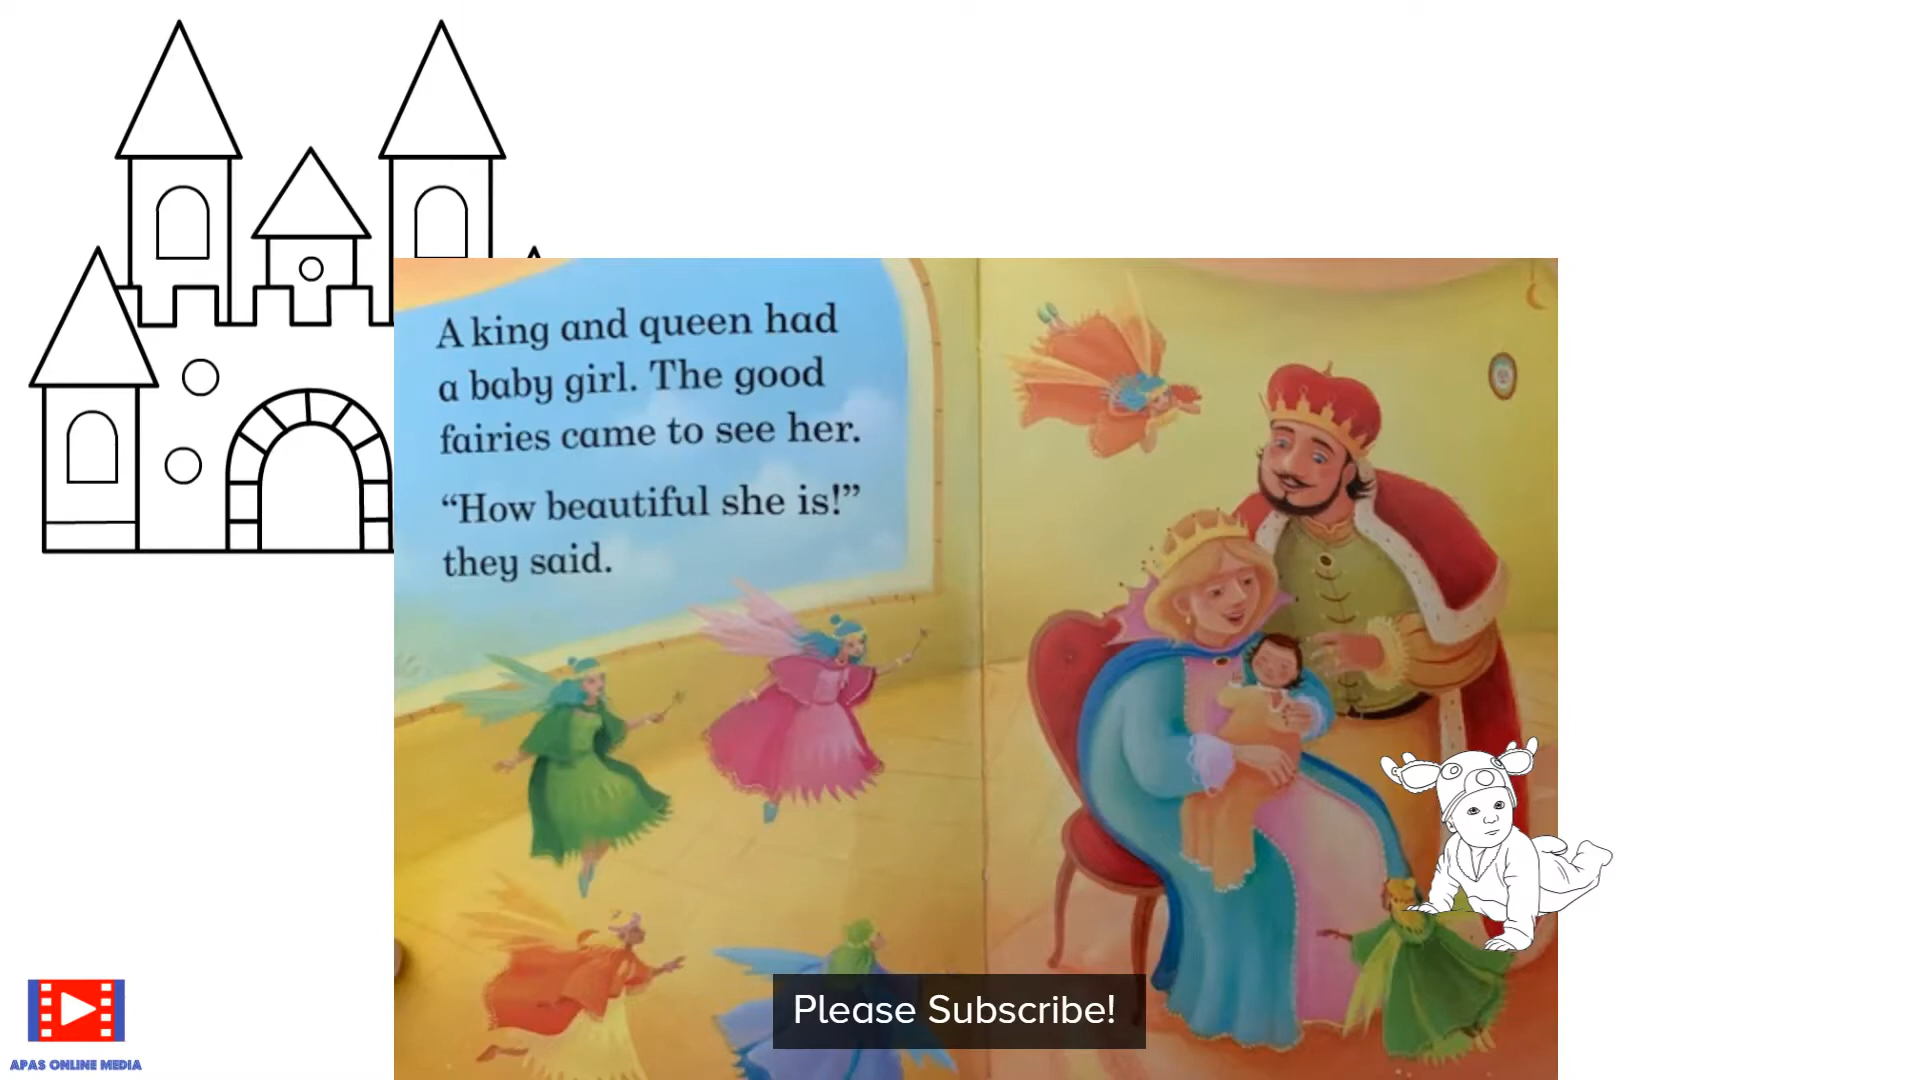 A king and queen had
a baby girl. The good
fairies came to see her.
“How beautiful she is!”
they said.
Please Subscribe!
APAS ONLINE MEDIA